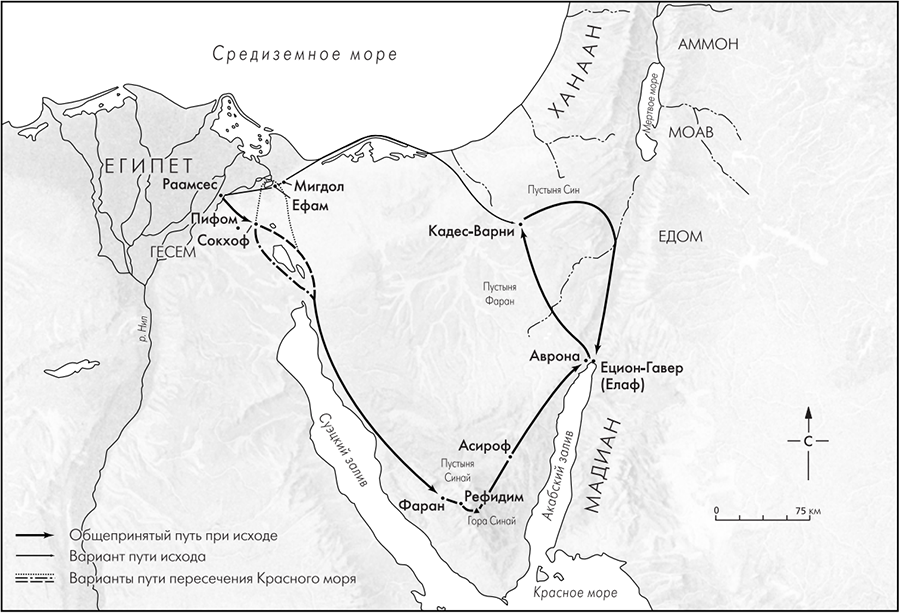 Средиземное море
ХАНААН
АММОН
Мертвое море
МОАВ
ЕГИПЕТ
Раамсес
Мигдол
Ефам
Пустыня Син
Пифом
Сокхоф
Кадес-Варни
ЕДОМ
ГЕСЕМ
Пустыня
Фаран
р. Нил
Аврона
Ецион-Гавер
(Елаф)
С
Суэцкий залив
Асироф
МАДИАН
Пустыня
Синай
Акабский залив
Фаран
Рефидим
Гора Синай
0
75 км
Общепринятый путь при исходе
Вариант пути исхода
Варианты пути пересечения Красного моря
Красное море